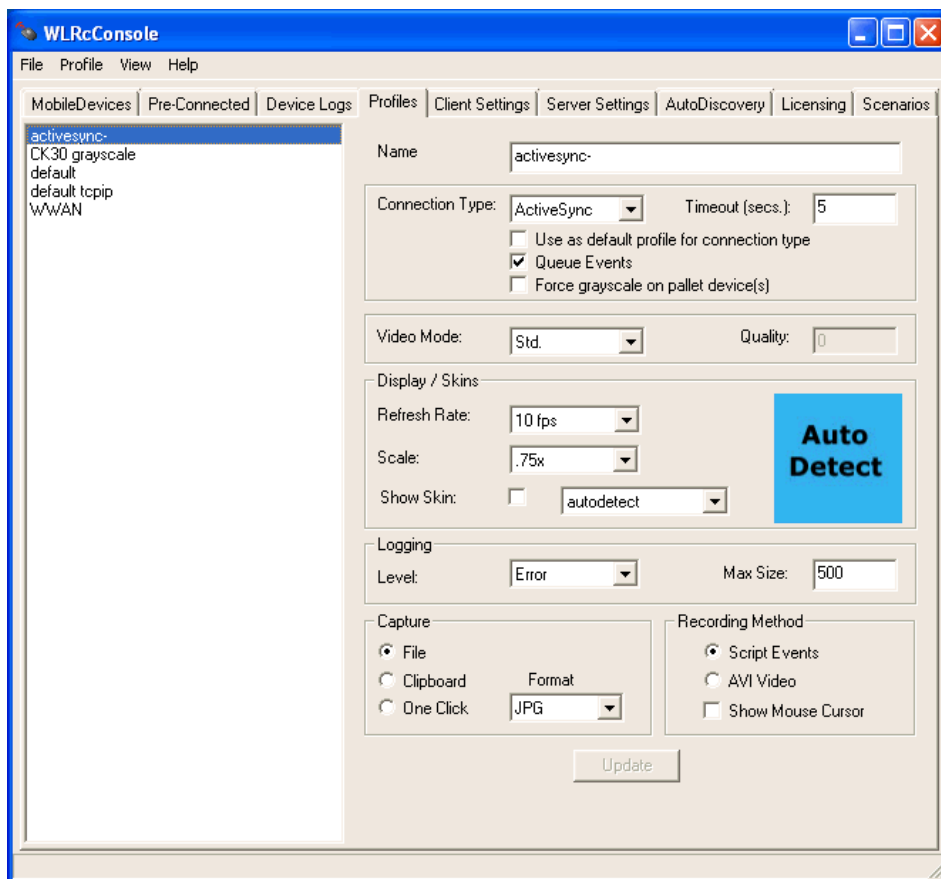 WLRcConsole
File Profile View Help
MobileDevices Pre-Connected Device Logs Profiles Client Settings Server Settings AutoDiscovery Licensing Scenarios
activesync-
CK30 grayscale
default
default tcpip
WWAN
Name activesync-
Connection Type: ActiveSync Timeout (secs.): 5
Use as default profile for connection type
Queue Events
Force grayscale on pallet device(s)
Video Mode: Std. Quality: 0
Display / Skins
Refresh Rate: 10 fps
Scale: .75x
Show Skin: autodetect
Auto
Detect
Logging
Level: Error Max Size: 500
Capture
File
Clipboard Format
One Click JPG
Recording Method
Script Events
AVI Video
Show Mouse Cursor
Update